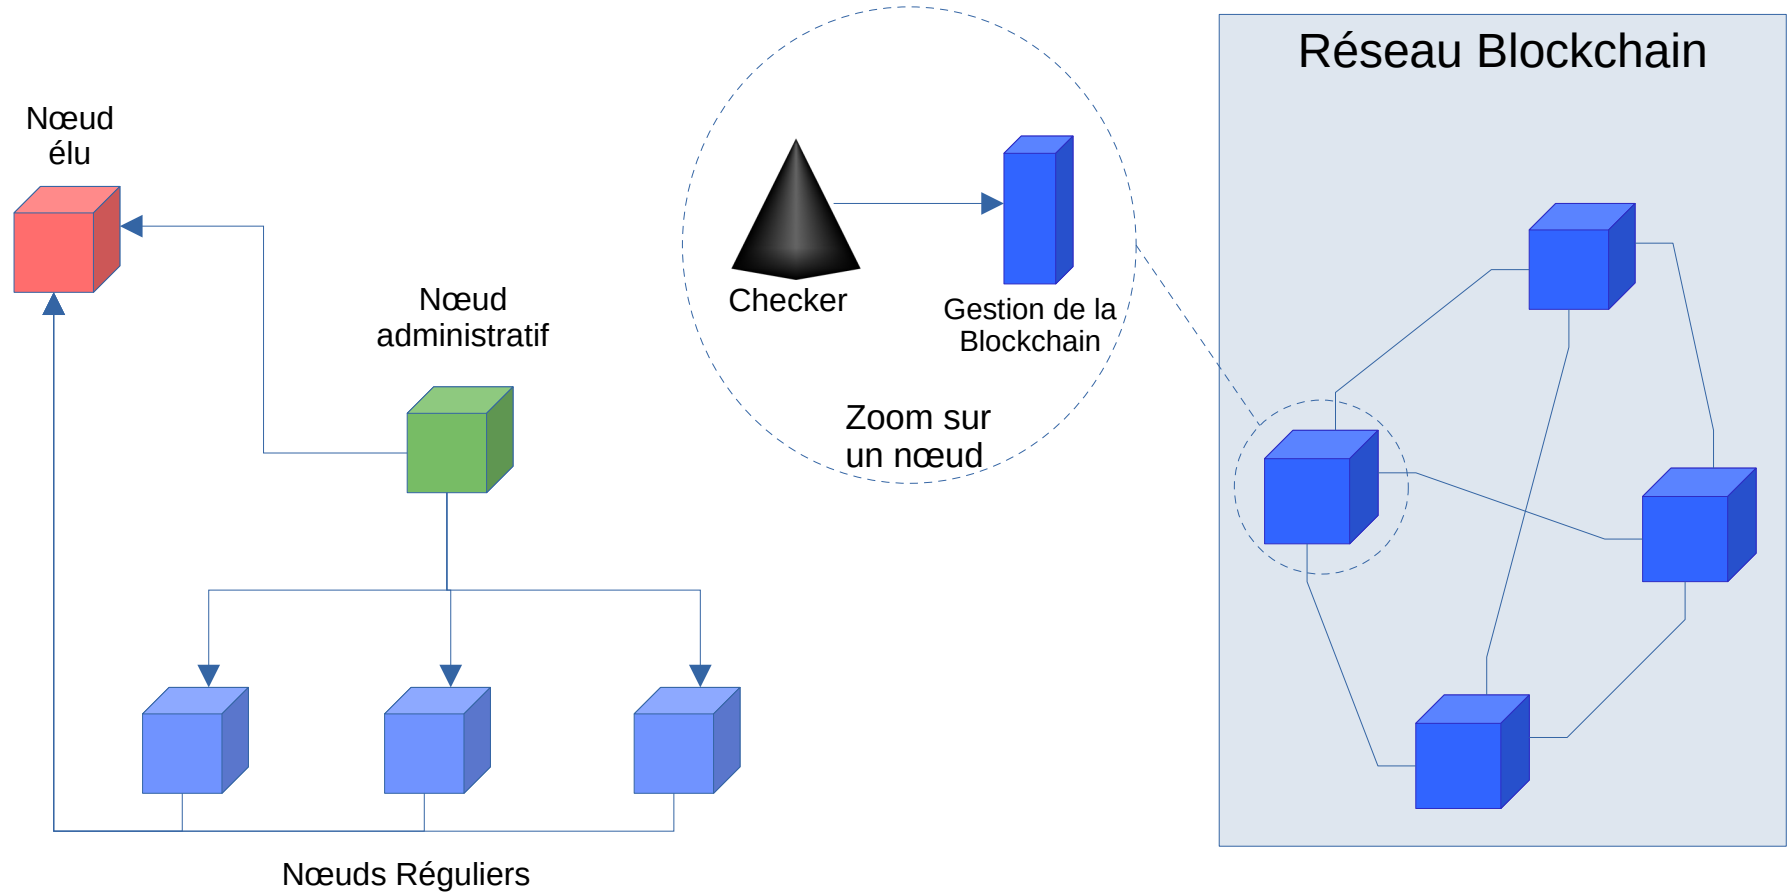 Réseau Blockchain
Nœud
élu
Nœud
administratif
Checker
Gestion de la
Blockchain
Zoom sur
un nœud
Nœuds Réguliers